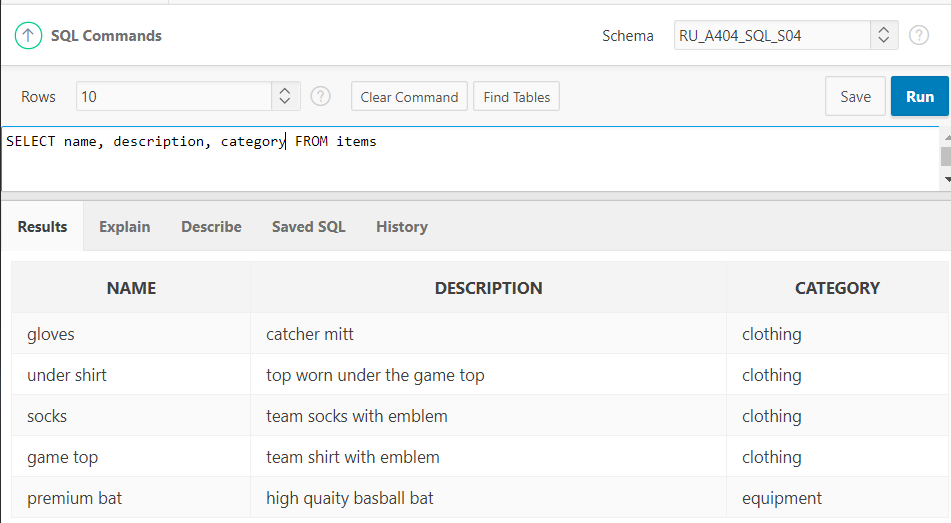 SQL Commands Schema RU_A404_SQL_S04 ?
Rows 10 ? Clear Command Find Tables Save Run
SELECT name, description, category FROM items
Results Explain Describe Saved SQL History
NAME DESCRIPTION CATEGORY
gloves catcher mitt clothing
under shirt top worn under the game top clothing
socks team socks with emblem clothing
game top team shirt with emblem clothing
premium bat high quaity basball bat equipment